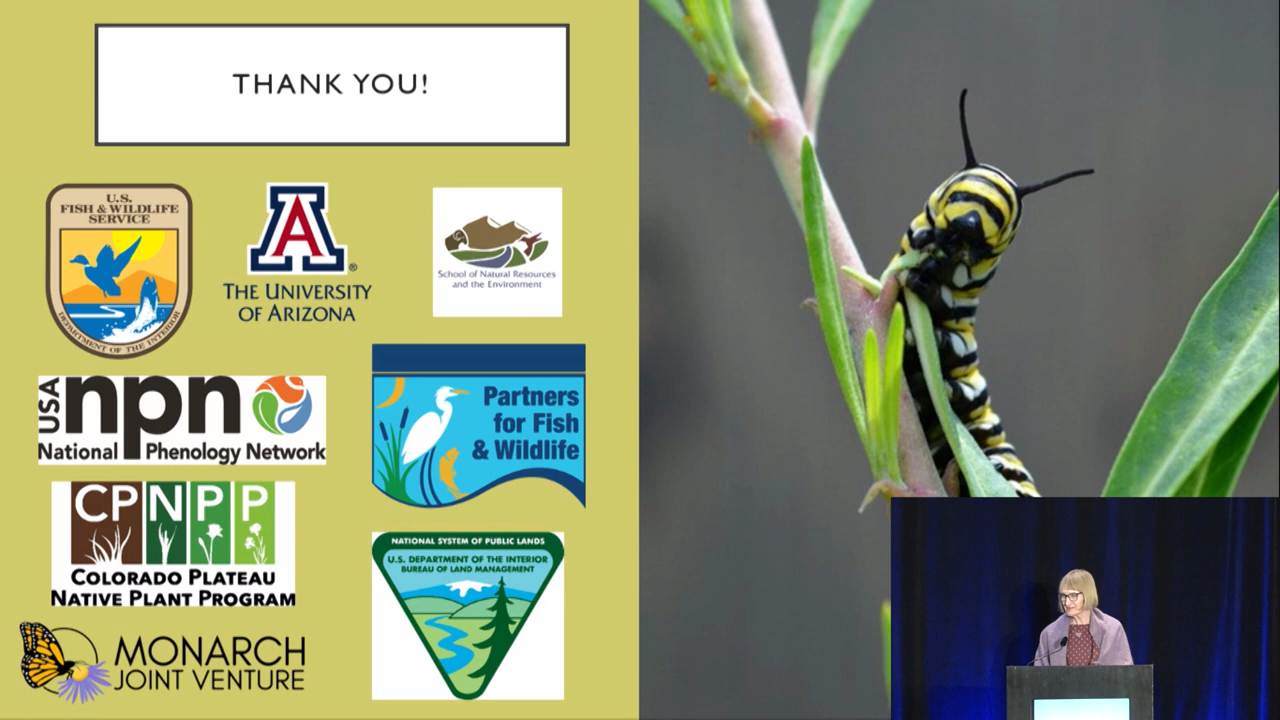 THANK YOU!
U.S.
FISH & WILDLIFE
SERVICE
DEPARTMENT OF THE INTERIOR
A
®
THE UNIVERSITY
OF ARIZONA
School of Natural Resources
and the Environment
USA
npn
National Phenology Network
Partners
for Fish
& Wildlife
CPNPP
COLORADO PLATEAU
NATIVE PLANT PROGRAM
NATIONAL SYSTEM OF PUBLIC LANDS
U.S. DEPARTMENT OF THE INTERIOR
BUREAU OF LAND MANAGEMENT
MONARCH
JOINT VENTURE